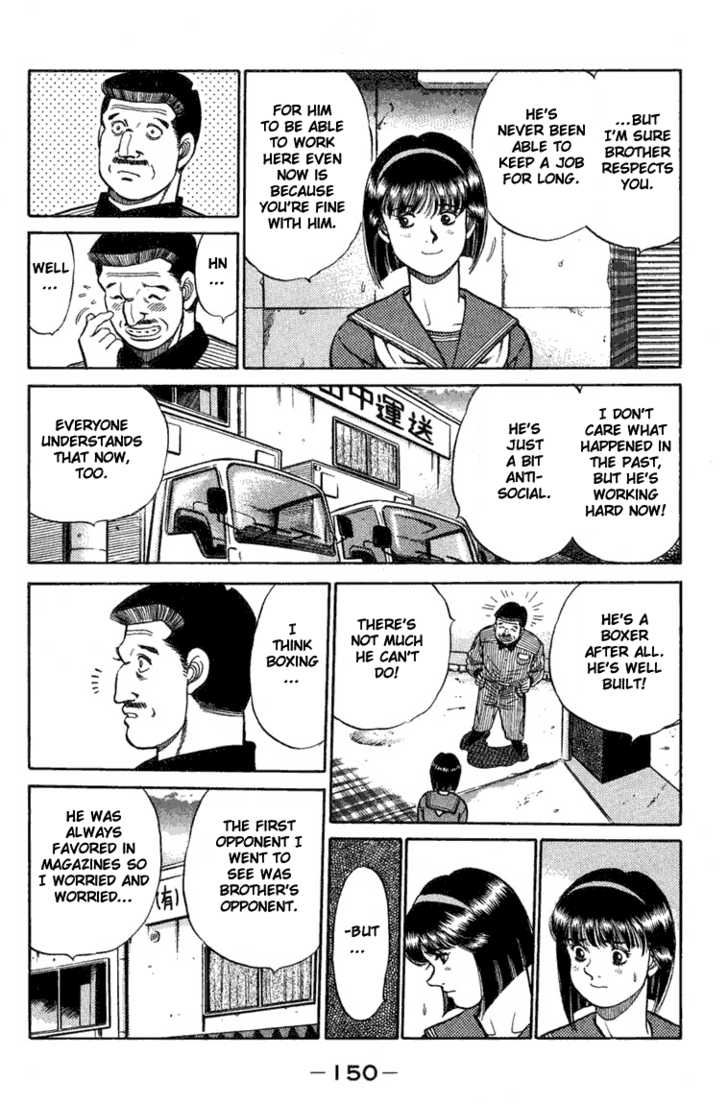 ...BUT
I'M SURE
BROTHER
RESPECTS
YOU.
HE'S
NEVER BEEN
ABLE TO
KEEP A JOB
FOR LONG.
FOR HIM
TO BE ABLE
TO WORK
HERE EVEN
NOW IS
BECAUSE
YOU'RE FINE
WITH HIM.
HN
...
WELL
...
I DON'T
CARE WHAT
HAPPENED IN
THE PAST,
BUT HE'S
WORKING
HARD NOW!
HE'S
JUST
A BIT
ANTI-
SOCIAL.
田中運送
EVERYONE
UNDERSTANDS
THAT NOW,
TOO.
HE'S A
BOXER
AFTER ALL.
HE'S WELL
BUILT!
THERE'S
NOT MUCH
HE CAN'T
DO!
I
THINK
BOXING
...
-BUT
...
THE FIRST
OPPONENT I
WENT TO
SEE WAS
BROTHER'S
OPPONENT.
HE WAS
ALWAYS
FAVORED IN
MAGAZINES SO
I WORRIED AND
WORRIED...
(有)
-150-